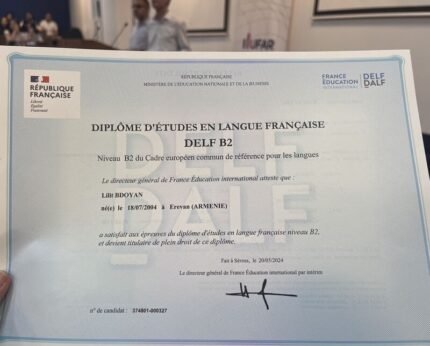 UFAR
RÉPUBLIQUE
FRANÇAISE
Liberté
Égalité
Fraternité
RÉPUBLIQUE FRANÇAISE
MINISTÈRE DE L'ÉDUCATION NATIONALE ET DE LA JEUNESSE
FRANCE
ÉDUCATION
INTERNATIONAL
DELF
DALF
DIPLÔME D'ÉTUDES EN LANGUE FRANÇAISE
DELF B2
Niveau B2 du Cadre européen commun de référence pour les langues
Le directeur général de France Éducation international atteste que :
Lilit BDOYAN
né(e) le 18/07/2004 à Erevan (ARMENIE)
DELF
DALF
a satisfait aux épreuves du diplôme d'études en langue française niveau B2,
et devient titulaire de plein droit de ce diplôme.
Fait à Sèvres, le 20/05/2024
Le directeur général de France Éducation international par intérim
n° de candidat : 374801-000327